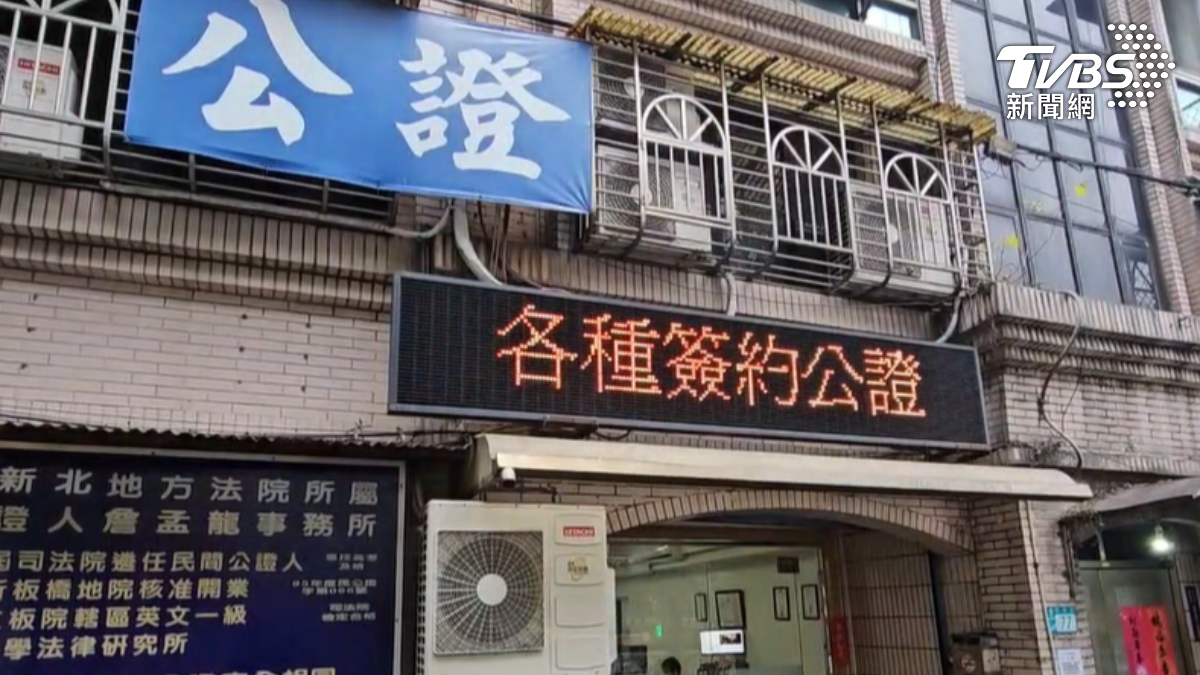 公證
TVBS
新聞網
HITACHI
各種簽約公證
新北地方法院所屬
證人詹孟龍事務所
司法院遴任民間公證人
板橋地院核准開業
板院轄區英文一級
學法律研究所
HITACHI
77